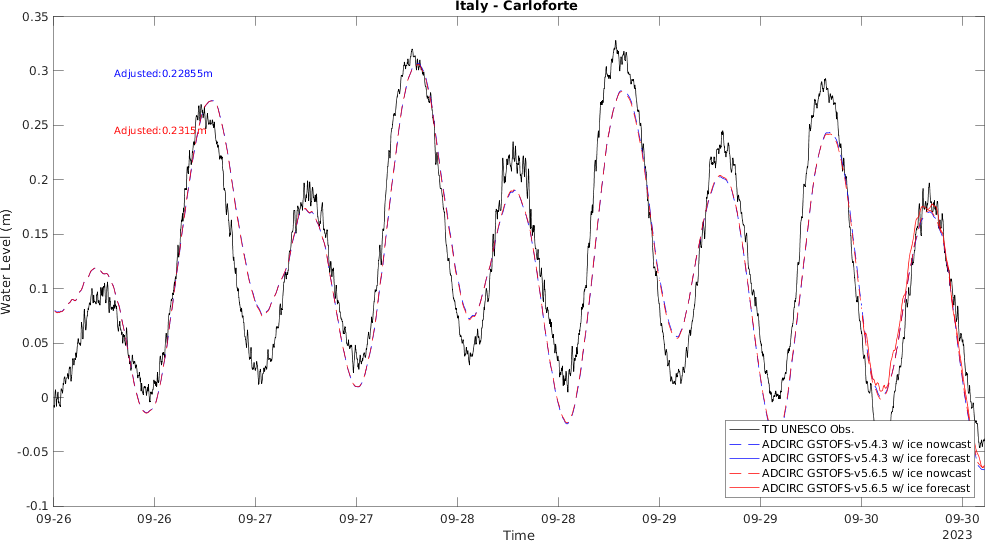 Italy - Carloforte
0.35
0.3
0.25
0.2
0.15
0.1
0.05
0
-0.05
-0.1
Water Level (m)
Adjusted:0.22855m
Adjusted:0.2315m
TD UNESCO Obs.
ADCIRC GSTOFS-v5.4.3 w/ ice nowcast
ADCIRC GSTOFS-v5.4.3 w/ ice forecast
ADCIRC GSTOFS-v5.6.5 w/ ice nowcast
ADCIRC GSTOFS-v5.6.5 w/ ice forecast
09-26 09-26 09-27 09-27 09-28 09-28 09-29 09-29 09-30 09-30
2023
Time